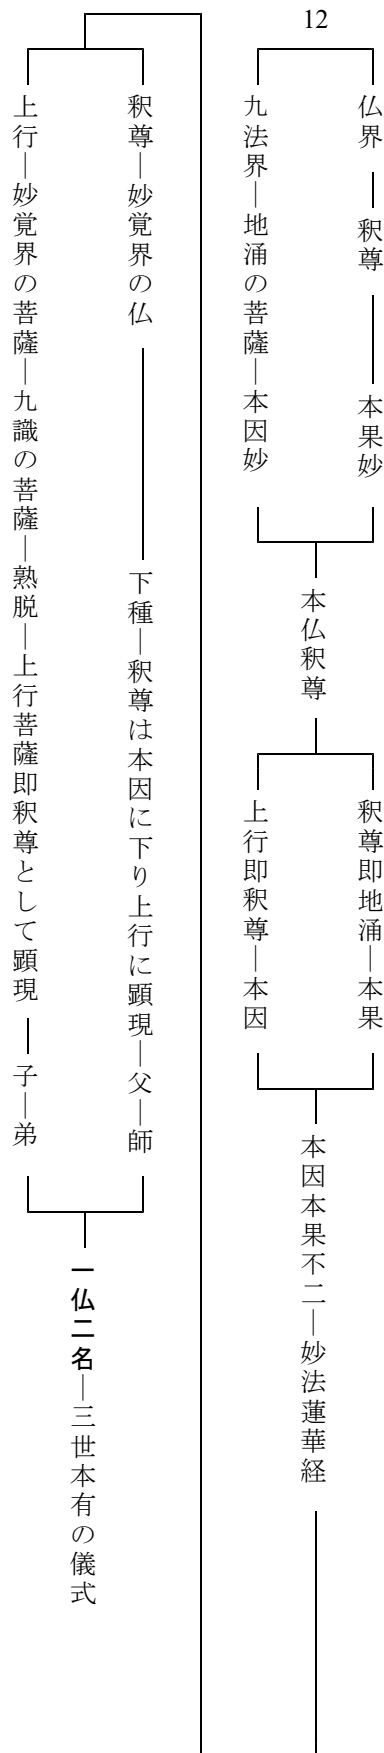 12
仏界―釈尊―本果妙
九法界―地涌の菩薩―本因妙
本仏釈尊
釈尊即地涌―本果
上行即釈尊―本因
本因本果不二―妙法蓮華経
釈尊―妙覚界の仏―下種―釈尊は本因に下り上行に顕現―父―師
上行―妙覚界の菩薩―九識の菩薩―熟脱―上行菩薩即釈尊として顕現―子―弟
一仏二名―三世本有の儀式